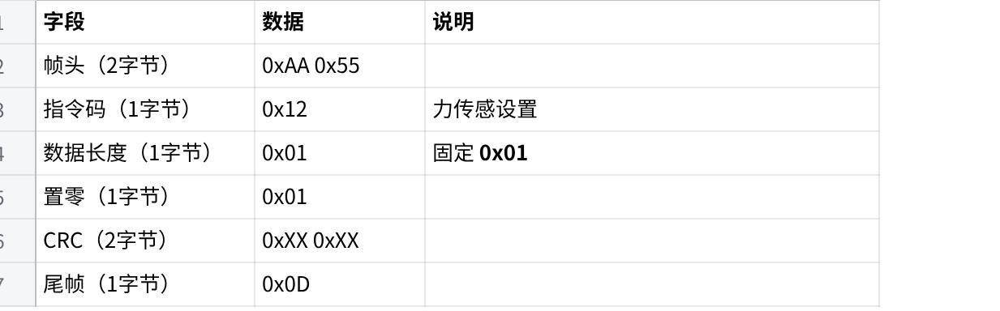 1 字段 数据 说明
2 帧头（2字节） 0xAA 0x55
3 指令码（1字节） 0x12 力传感设置
4 数据长度（1字节） 0x01 固定 0x01
5 置零（1字节） 0x01
6 CRC（2字节） 0xXX 0xXX
7 尾帧（1字节） 0x0D